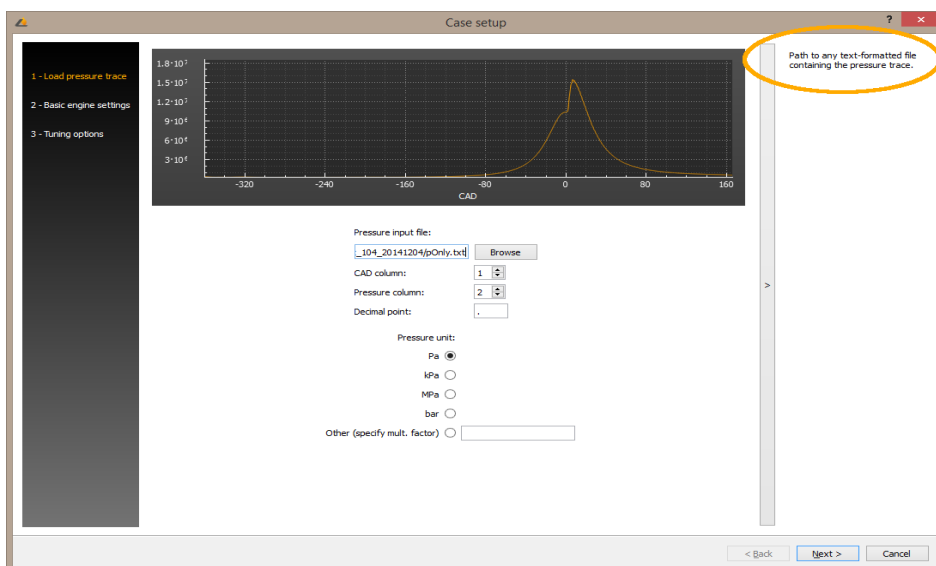 Case setup
?
×
1 - Load pressure trace
2 - Basic engine settings
3 - Tuning options
1.8·10⁷
1.5·10⁷
1.2·10⁷
9·10⁶
6·10⁶
3·10⁶
-320 -240 -160 -80 0 80 160
CAD
Path to any text-formatted file
containing the pressure trace.
Pressure input file:
_104_20141204/pOnly.txt Browse
CAD column: 1
Pressure column: 2
Decimal point: .
Pressure unit:
Pa
kPa
MPa
bar
Other (specify mult. factor)
>
< Back Next > Cancel